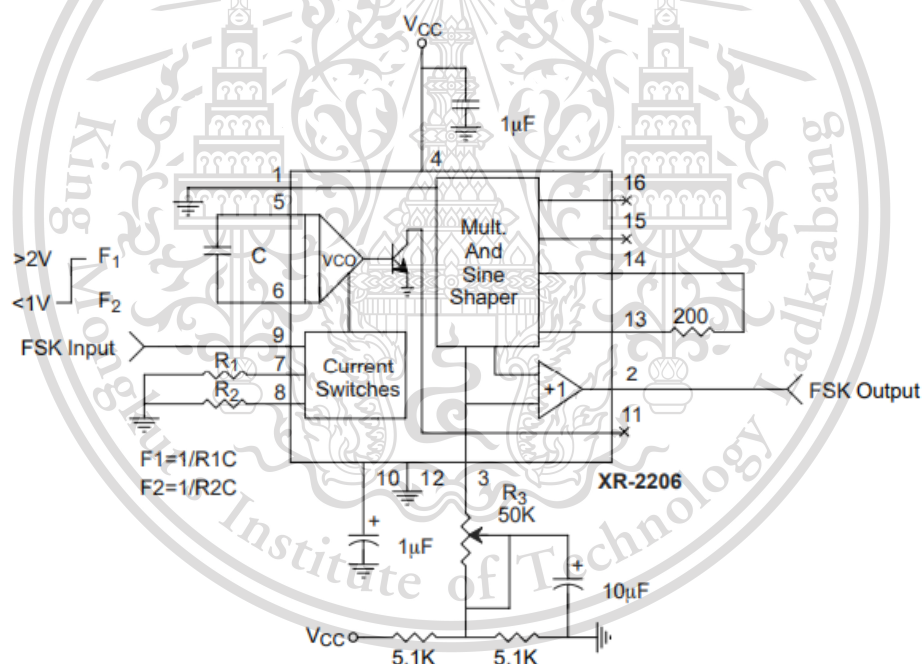 VCC
1μF
4
1
16
5
15
Mult.
And
Sine
Shaper
14
C
VCO
>2V
F1
<1V
F2
6
13
200
FSK Input
9
R1
7
Current
Switches
R2
8
+1
2
FSK Output
11
F1=1/R1C
F2=1/R2C
10
12
3
XR-2206
R3
50K
+
1μF
+
10μF
VCC
5.1K
5.1K
King Mongkut's Institute of Technology Ladkrabang